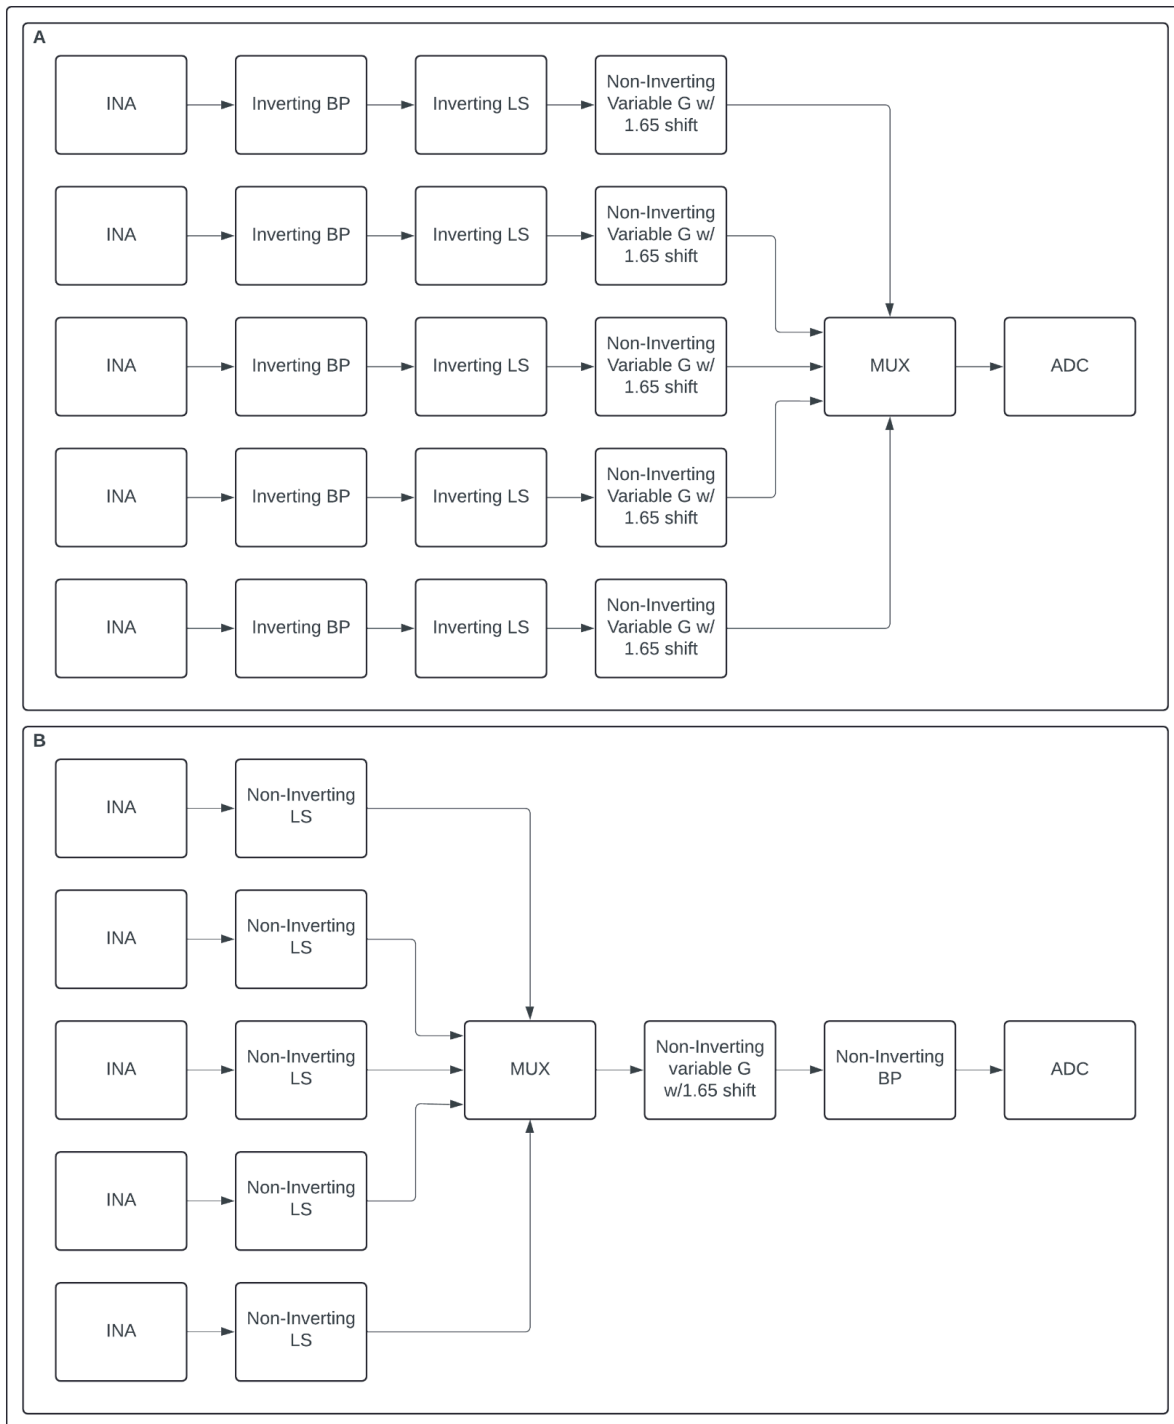 A
INA
Inverting BP
Inverting LS
Non-Inverting
Variable G w/
1.65 shift
INA
Inverting BP
Inverting LS
Non-Inverting
Variable G w/
1.65 shift
INA
Inverting BP
Inverting LS
Non-Inverting
Variable G w/
1.65 shift
MUX
ADC
INA
Inverting BP
Inverting LS
Non-Inverting
Variable G w/
1.65 shift
INA
Inverting BP
Inverting LS
Non-Inverting
Variable G w/
1.65 shift
B
INA
Non-Inverting
LS
INA
Non-Inverting
LS
INA
Non-Inverting
LS
MUX
Non-Inverting
variable G
w/1.65 shift
Non-Inverting
BP
ADC
INA
Non-Inverting
LS
INA
Non-Inverting
LS